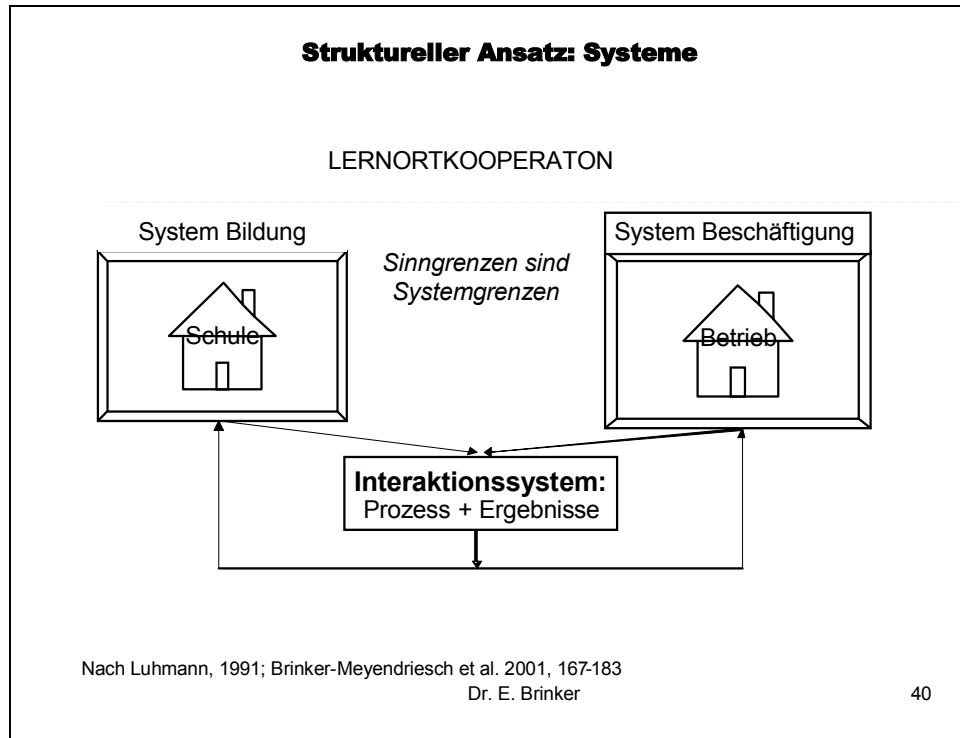 Struktureller Ansatz: Systeme
LERNORTKOOPERATON
System Bildung
System Beschäftigung
Sinngrenzen sind
Systemgrenzen
Schule
Betrieb
Interaktionssystem:
Prozess + Ergebnisse
Nach Luhmann, 1991; Brinker-Meyendriesch et al. 2001, 167-183
Dr. E. Brinker
40